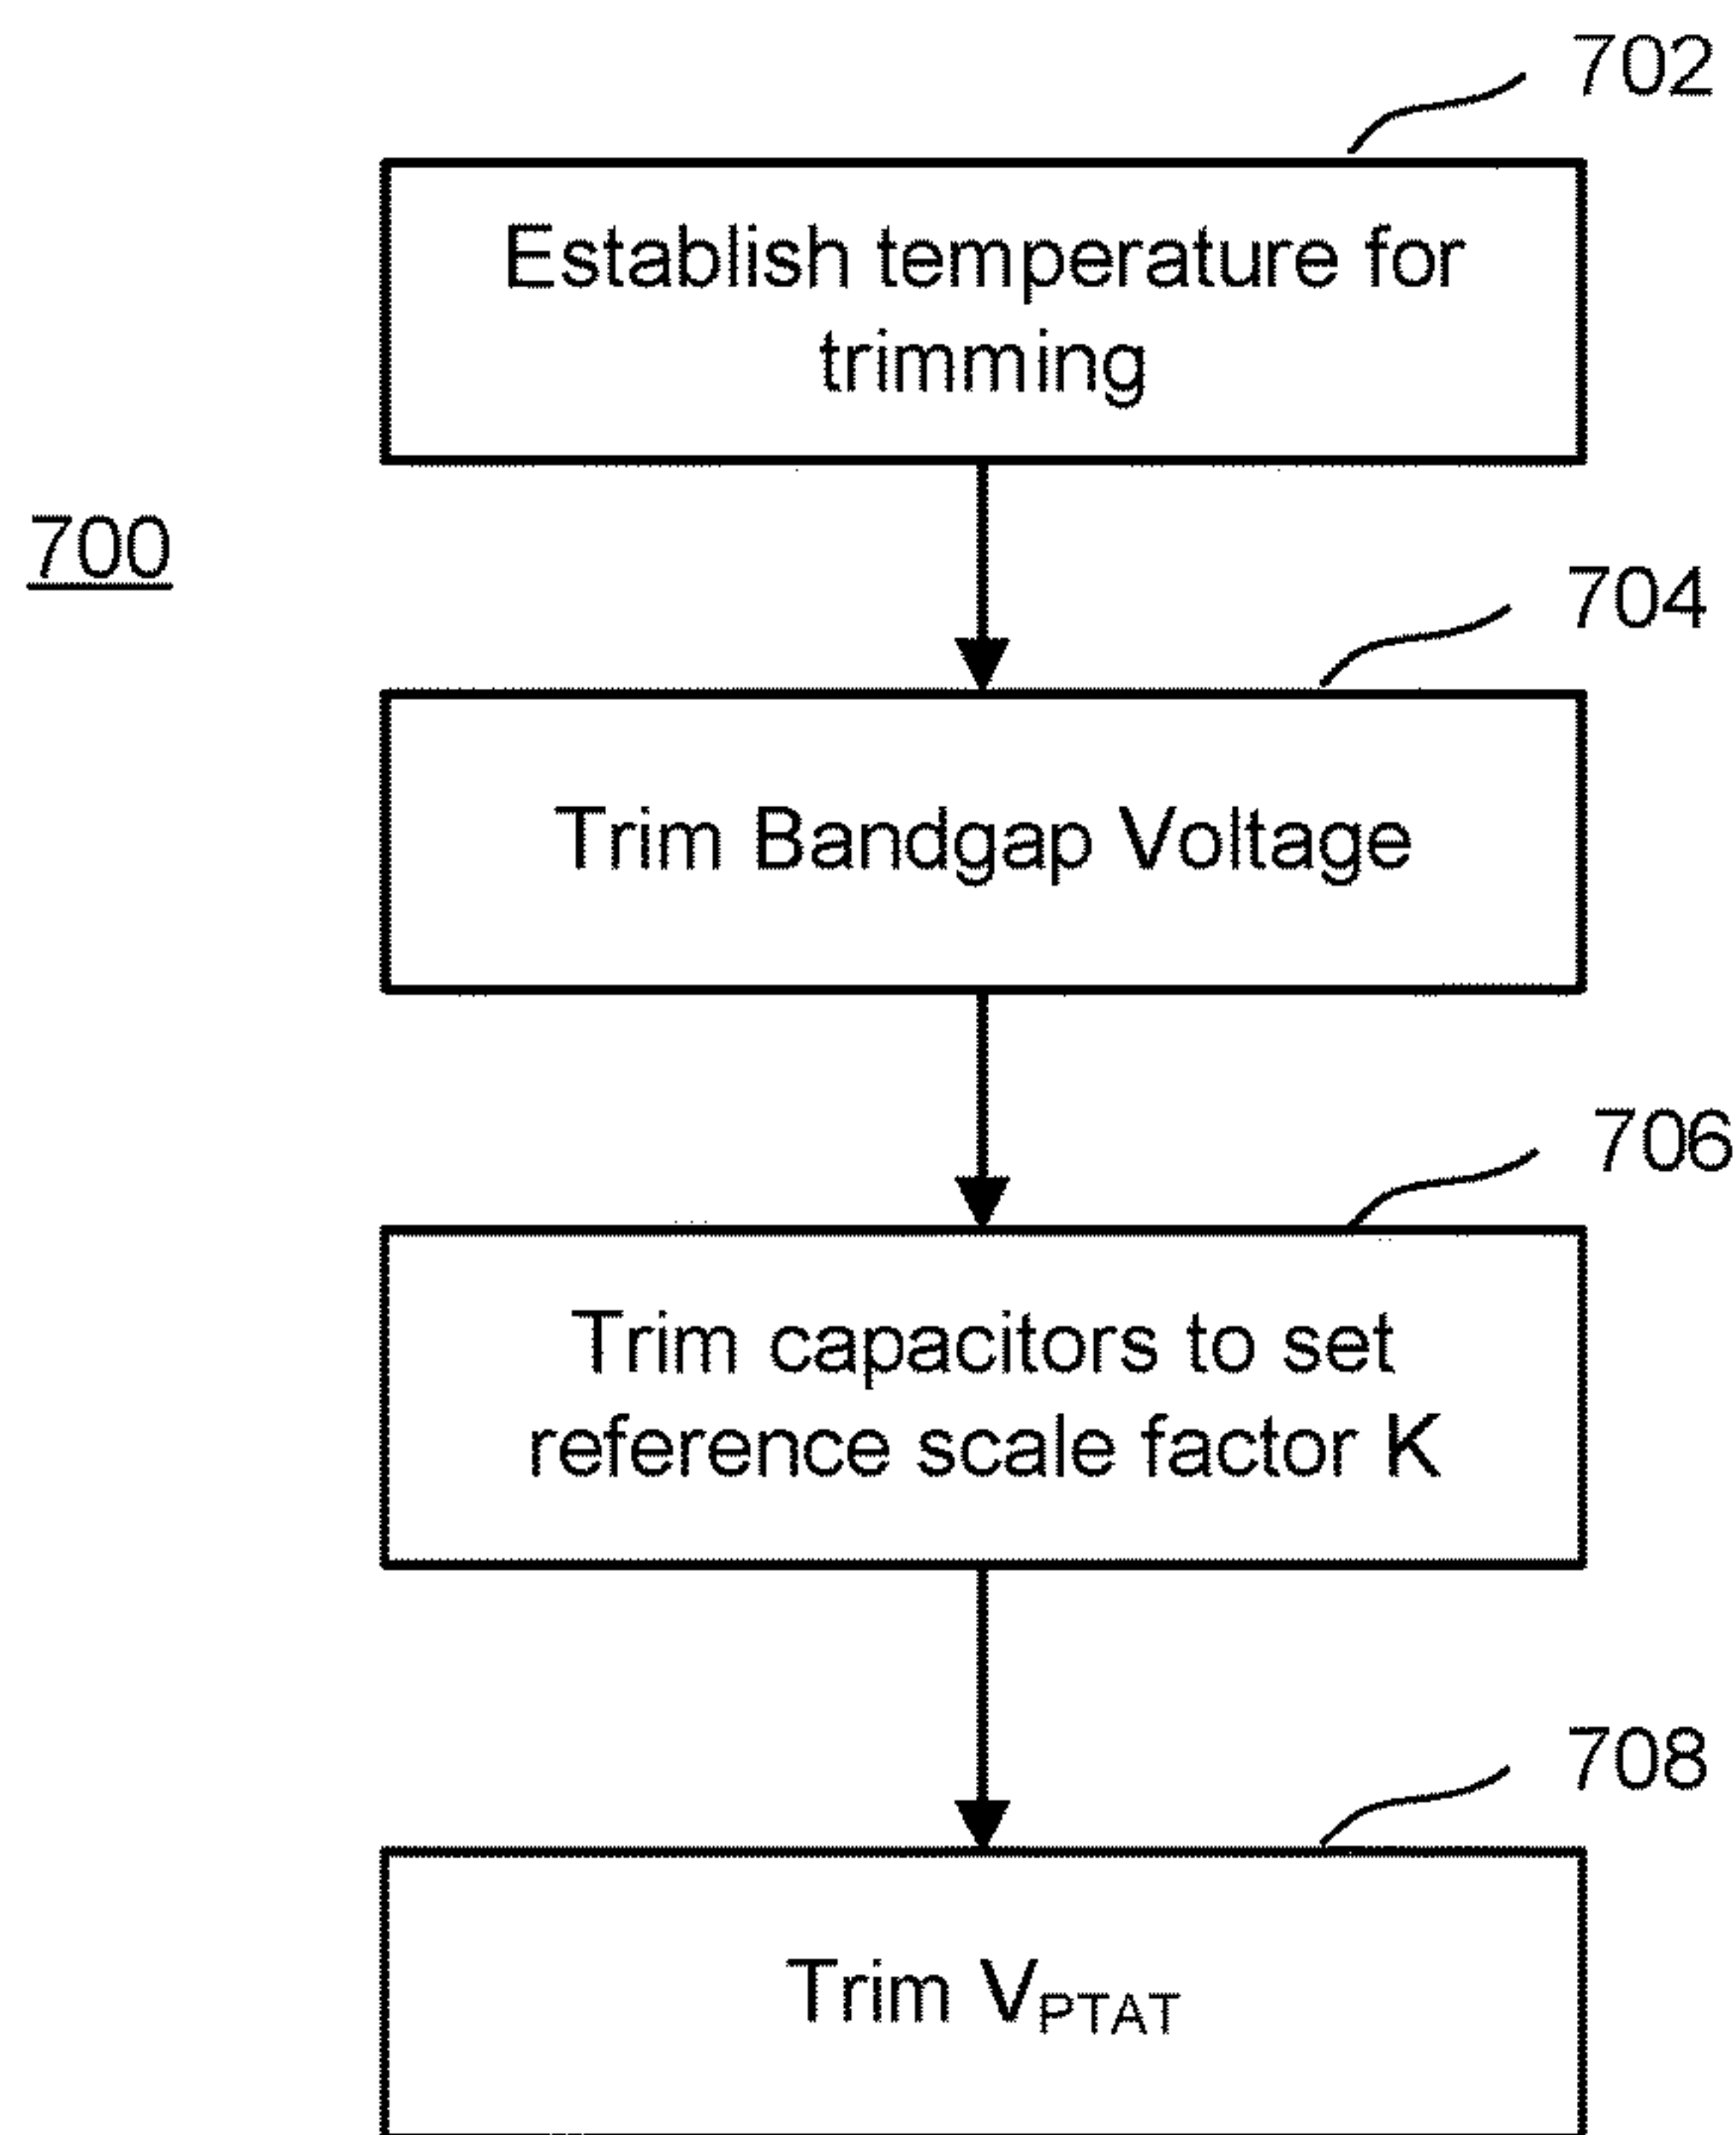 702
Establish temperature for
trimming
700
704
Trim Bandgap Voltage
706
Trim capacitors to set
reference scale factor K
708
Trim VPTAT